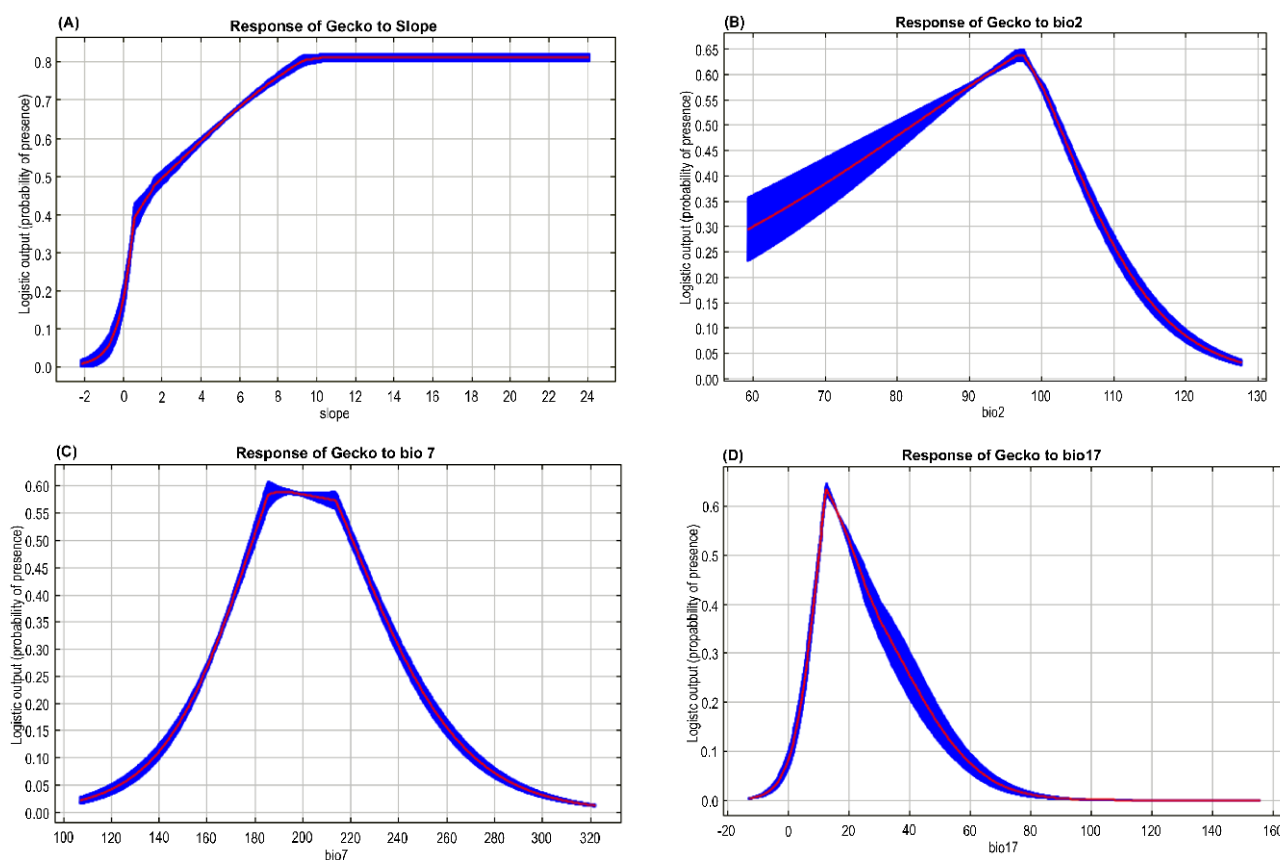 (A)
Response of Gecko to Slope
Logistic output (probability of presence)
0.8
0.7
0.6
0.5
0.4
0.3
0.2
0.1
0.0
-2 0 2 4 6 8 10 12 14 16 18 20 22 24
slope
(B)
Response of Gecko to bio2
Logistic output (probability of presence)
0.65
0.60
0.55
0.50
0.45
0.40
0.35
0.30
0.25
0.20
0.15
0.10
0.05
0.00
60 70 80 90 100 110 120 130
bio2
(C)
Response of Gecko to bio 7
Logistic output (probability of presence)
0.60
0.55
0.50
0.45
0.40
0.35
0.30
0.25
0.20
0.15
0.10
0.05
0.00
100 120 140 160 180 200 220 240 260 280 300 320
bio7
(D)
Response of Gecko to bio17
Logistic output (propabbility of presence)
0.6
0.5
0.4
0.3
0.2
0.1
0.0
-20 0 20 40 60 80 100 120 140 160
bio17